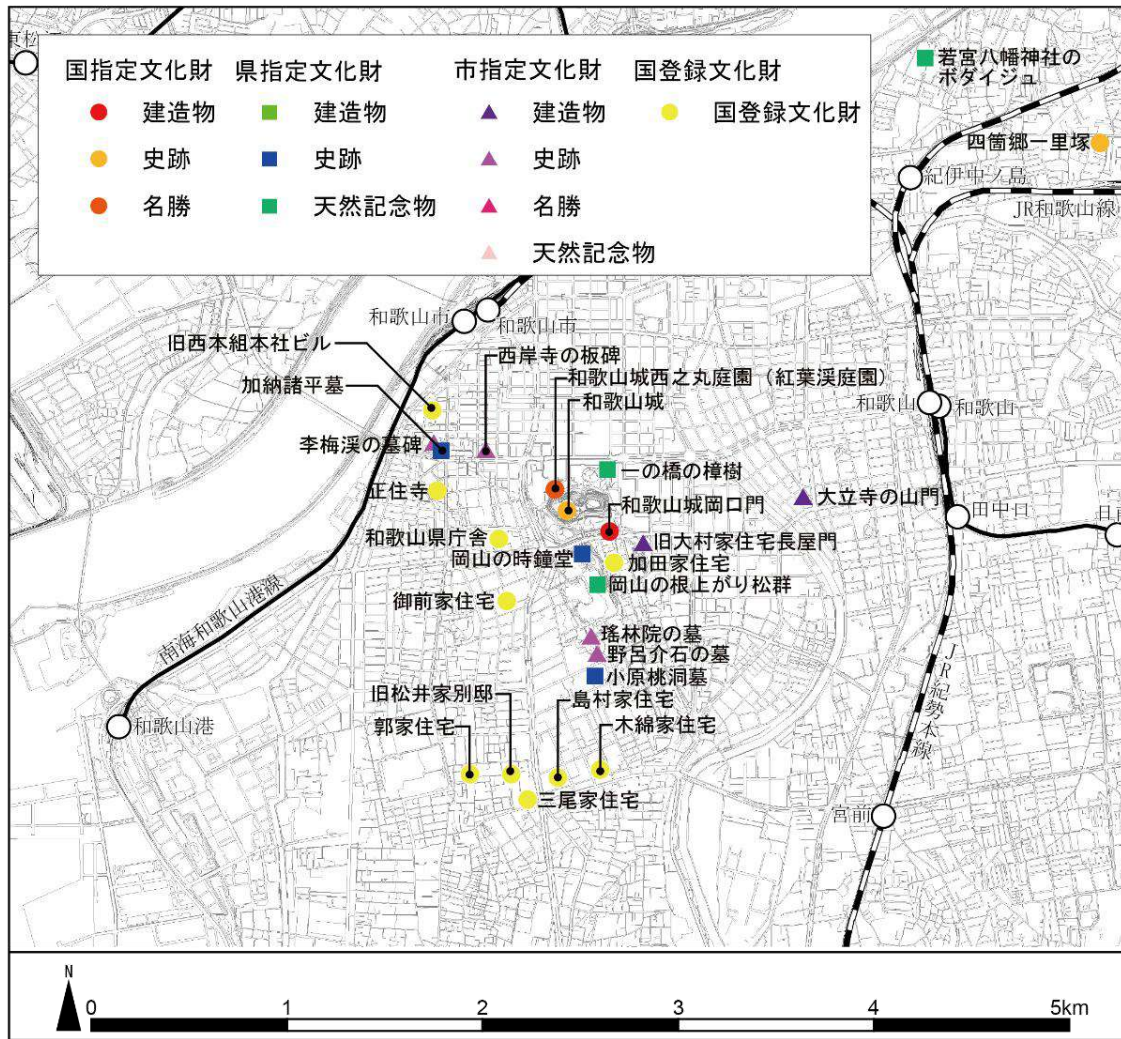 国指定文化財
建造物
史跡
名勝
県指定文化財
建造物
史跡
天然記念物
市指定文化財
建造物
史跡
名勝
天然記念物
国登録文化財
国登録文化財
若宮八幡神社の
ボダイジュ
四箇郷一里塚
紀伊中ノ島
JR和歌山線
和歌山市
和歌山市
旧西本組本社ビル
西岸寺の板碑
加納諸平墓
和歌山城西之丸庭園（紅葉渓庭園）
和歌山城
和歌山
和歌山
李梅渓の墓碑
一の橋の樟樹
正住寺
和歌山城岡口門
大立寺の山門
田中口
和歌山県庁舎
旧大村家住宅長屋門
岡山の時鐘堂
加田家住宅
岡山の根上がり松群
御前家住宅
南海和歌山港線
瑤林院の墓
野呂介石の墓
小原桃洞墓
JR紀勢本線
旧松井家別邸
島村家住宅
郭家住宅
木綿家住宅
和歌山港
三尾家住宅
宮前
N
0 1 2 3 4 5km